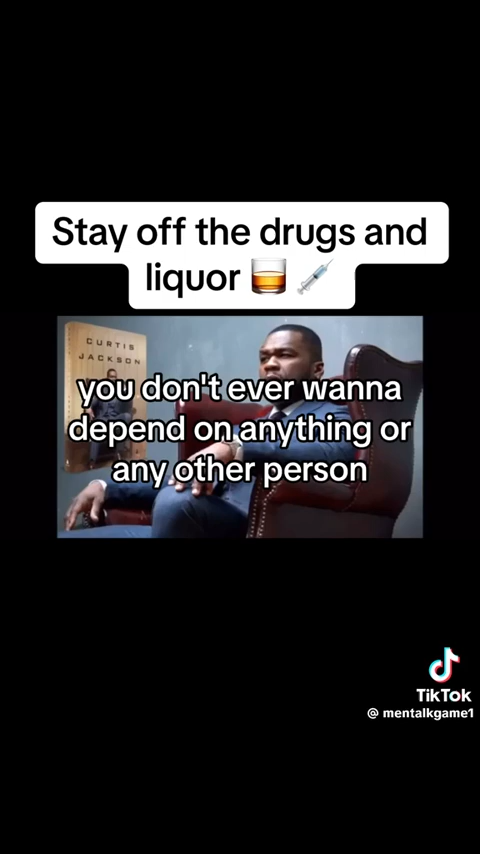 Stay off the drugs and
liquor 🥃 💉
CURTIS
JACKSON
you don't ever wanna
depend on anything or
any other person
TikTok
@ mentalkgame1